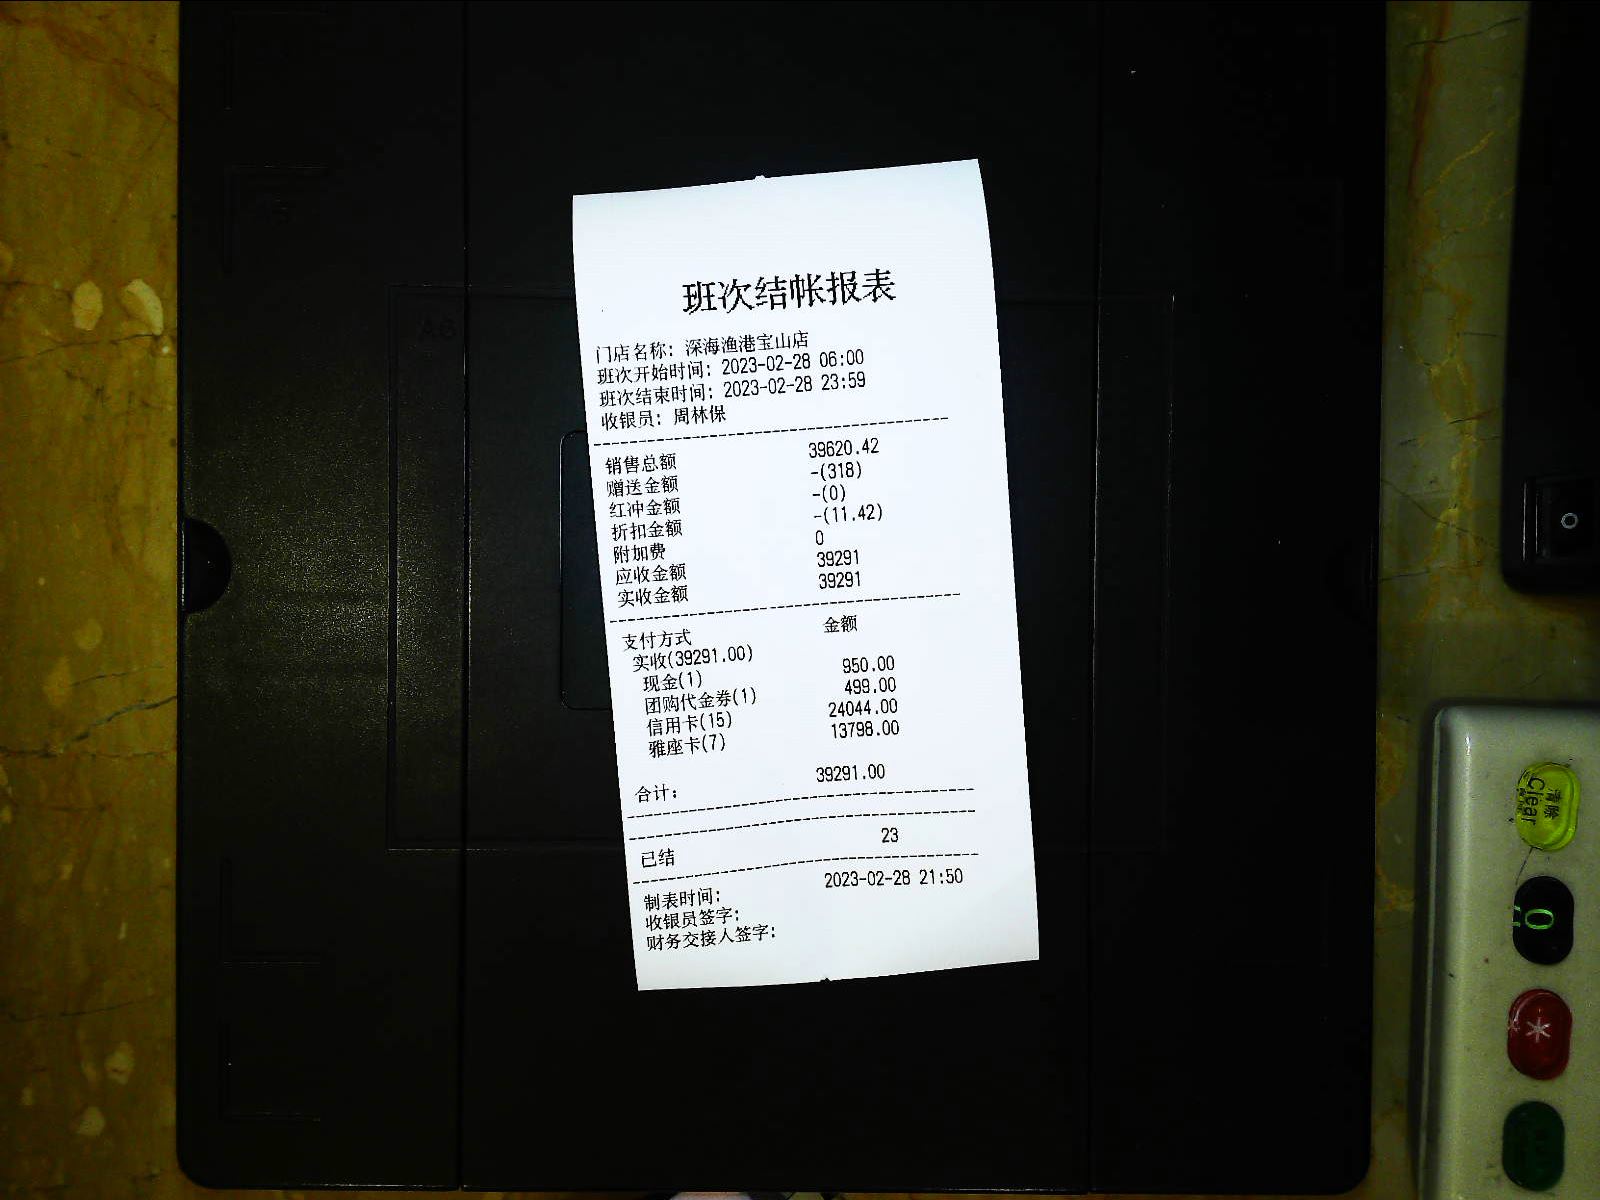 班次结帐报表
门店名称: 深海渔港宝山店
班次开始时间: 2023-02-28 06:00
班次结束时间: 2023-02-28 23:59
收银员: 周林保
销售总额 39620.42
赠送金额 -(318)
红冲金额 -(0)
折扣金额 -(11.42)
附加费 0
应收金额 39291
实收金额 39291
支付方式 金额
实收(39291.00)
现金(1) 950.00
团购代金券(1) 499.00
信用卡(15) 24044.00
雅座卡(7) 13798.00
合计: 39291.00
已结 23
制表时间: 2023-02-28 21:50
收银员签字:
财务交接人签字:
A6
清除
Clear
0
*